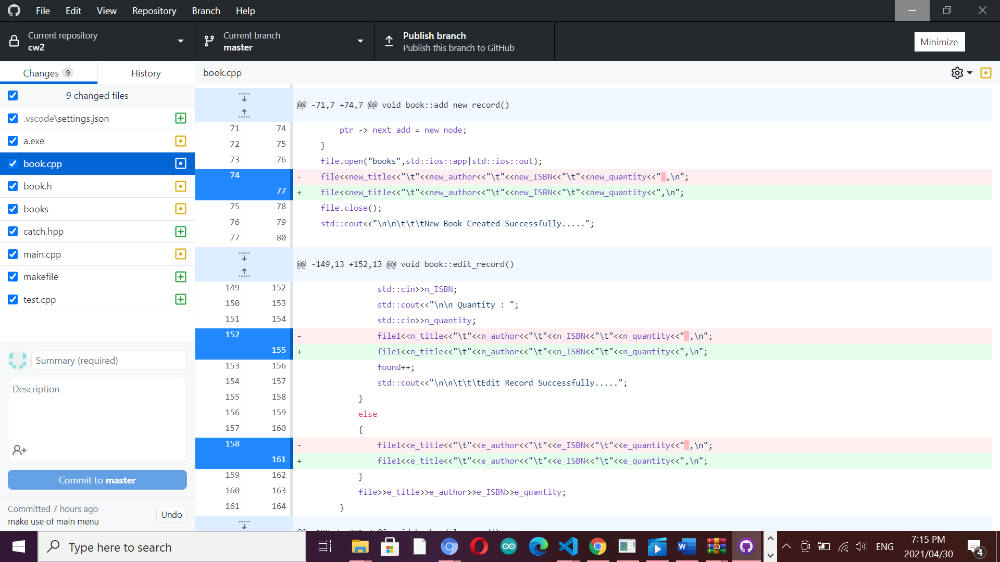 File Edit View Repository Branch Help
Current repository
cw2
Current branch
master
Publish branch
Publish this branch to GitHub
Minimize
Changes 9
History
book.cpp
9 changed files
.vscode\settings.json
a.exe
book.cpp
book.h
books
catch.hpp
main.cpp
makefile
test.cpp
Summary (required)
Description
Commit to master
Committed 7 hours ago
make use of main menu
Undo
@@ -71,7 +74,7 @@ void book::add_new_record()
71 74 ptr -> next_add = new_node;
72 75 }
73 76 file.open("books",std::ios::app|std::ios::out);
74 - file<<new_title<<"\t"<<new_author<<"\t"<<new_ISBN<<"\t"<<new_quantity<<" ,\n";
77 + file<<new_title<<"\t"<<new_author<<"\t"<<new_ISBN<<"\t"<<new_quantity<<",\n";
75 78 file.close();
76 79 std::cout<<"\n\n\t\t\tNew Book Created Successfully.....";
77 80
@@ -149,13 +152,13 @@ void book::edit_record()
149 152 std::cin>>n_ISBN;
150 153 std::cout<<"\n\n Quantity : ";
151 154 std::cin>>n_quantity;
152 - file1<<n_title<<"\t"<<n_author<<"\t"<<n_ISBN<<"\t"<<n_quantity<<" ,\n";
155 + file1<<n_title<<"\t"<<n_author<<"\t"<<n_ISBN<<"\t"<<n_quantity<<",\n";
153 156 found++;
154 157 std::cout<<"\n\n\t\t\tEdit Record Successfully.....";
155 158 }
156 159 else
157 160 {
158 - file1<<e_title<<"\t"<<e_author<<"\t"<<e_ISBN<<"\t"<<e_quantity<<" ,\n";
161 + file1<<e_title<<"\t"<<e_author<<"\t"<<e_ISBN<<"\t"<<e_quantity<<",\n";
159 162 }
160 163 file>>e_title>>e_author>>e_ISBN>>e_quantity;
161 164 }
Type here to search
W
ENG
7:15 PM
2021/04/30
4